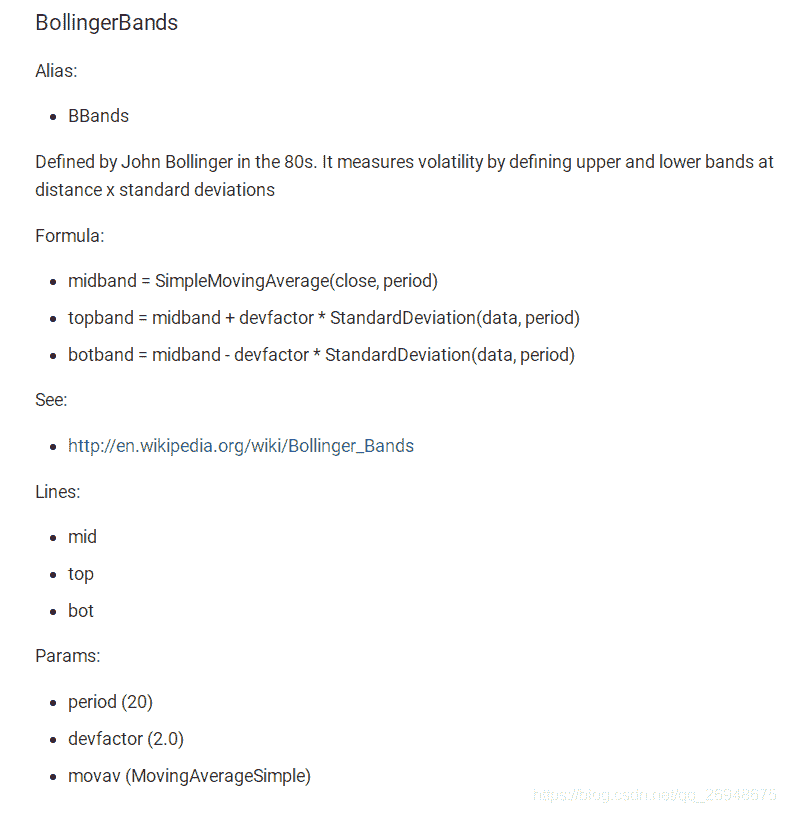 BollingerBands
Alias:
BBands
Defined by John Bollinger in the 80s. It measures volatility by defining upper and lower bands at
distance x standard deviations
Formula:
midband = SimpleMovingAverage(close, period)
topband = midband + devfactor * StandardDeviation(data, period)
botband = midband - devfactor * StandardDeviation(data, period)
See:
http://en.wikipedia.org/wiki/Bollinger_Bands
Lines:
mid
top
bot
Params:
period (20)
devfactor (2.0)
movav (MovingAverageSimple)
https://blog.csdn.net/qq_26948675